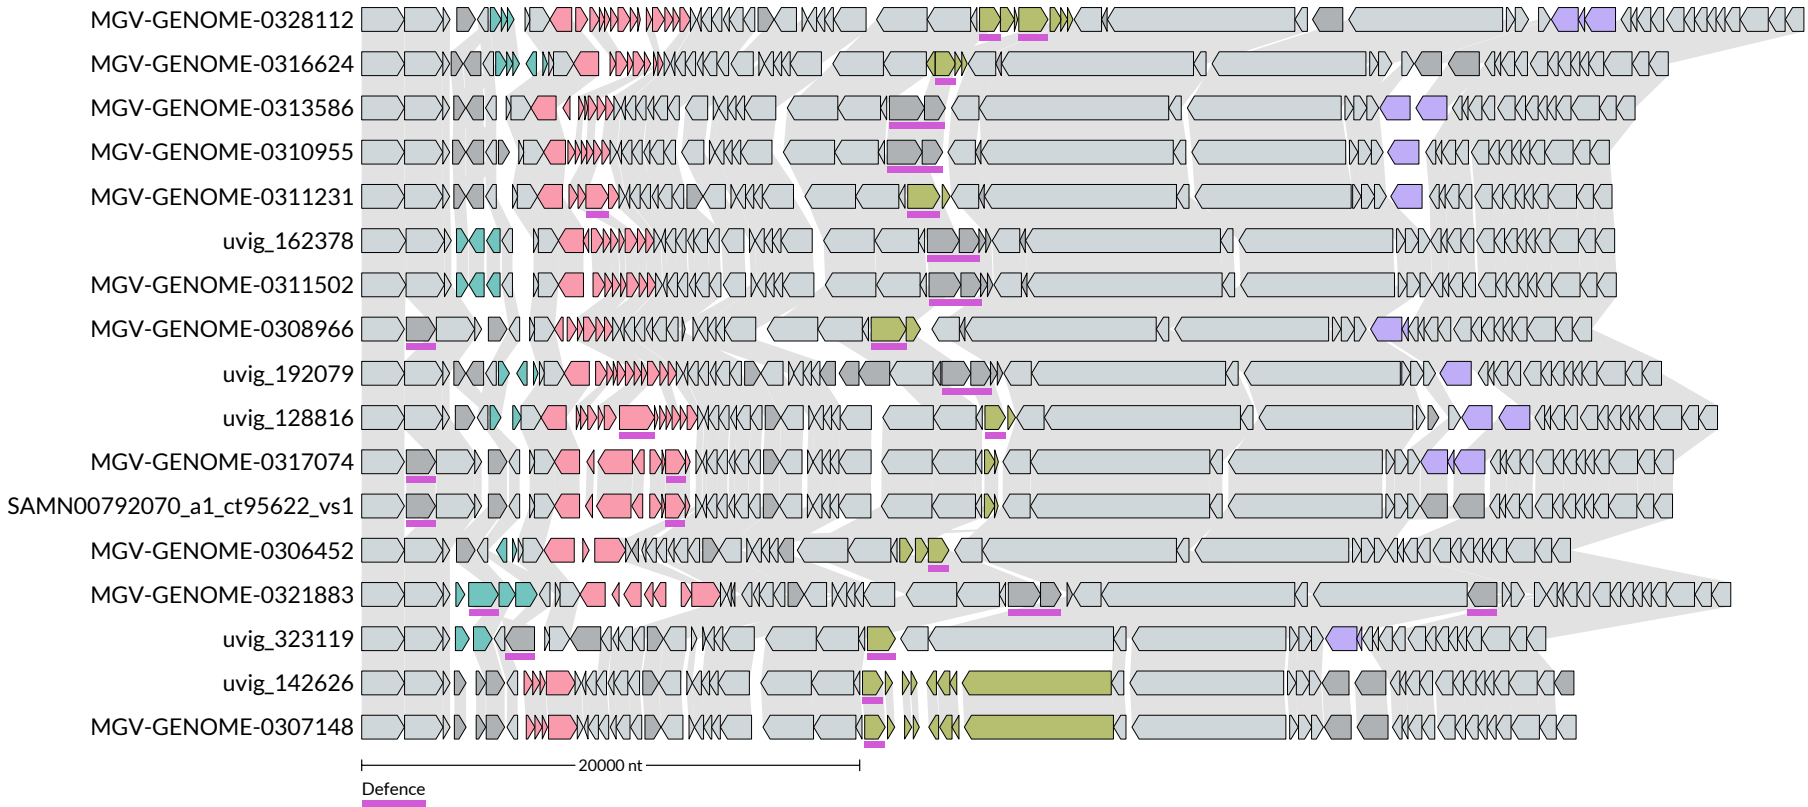 MGV-GENOME-0328112
MGV-GENOME-0316624
MGV-GENOME-0313586
MGV-GENOME-0310955
MGV-GENOME-0311231
uvig_162378
MGV-GENOME-0311502
MGV-GENOME-0308966
uvig_192079
uvig_128816
MGV-GENOME-0317074
SAMN00792070_a1_ct95622_vs1
MGV-GENOME-0306452
MGV-GENOME-0321883
uvig_323119
uvig_142626
MGV-GENOME-0307148
20000 nt
Defence